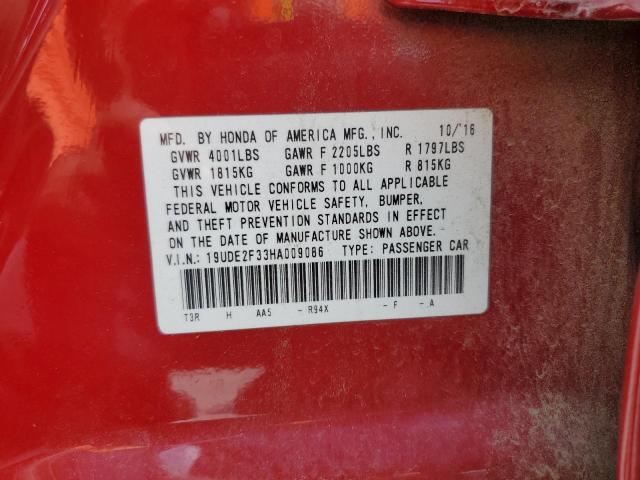 MFD. BY HONDA OF AMERICA MFG., INC. 10/'16
GVWR 4001LBS GAWR F 2205LBS R 1797LBS
GVWR 1815KG GAWR F 1000KG R 815KG
THIS VEHICLE CONFORMS TO ALL APPLICABLE
FEDERAL MOTOR VEHICLE SAFETY, BUMPER,
AND THEFT PREVENTION STANDARDS IN EFFECT
ON THE DATE OF MANUFACTURE SHOWN ABOVE.
V.I.N.: 19UDE2F33HA009086 TYPE: PASSENGER CAR
T3R H AA5 - R94X - F - A